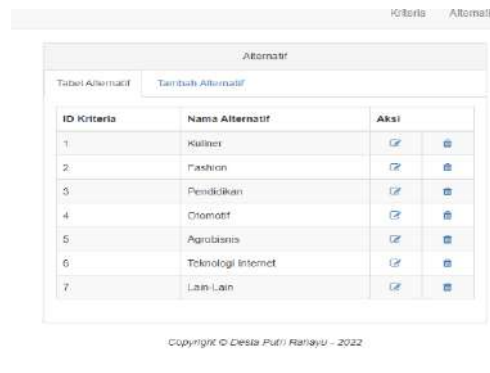 Kriteria Alternatif
Alternatif
Tabel Alternatif Tambah Alternatif
ID Kriteria Nama Alternatif Aksi
1 Kuliner
2 Fashion
3 Pendidikan
4 Otomotif
5 Agrobisnis
6 Teknologi Internet
7 Lain-Lain
Copyright © Desta Putri Rahayu - 2022